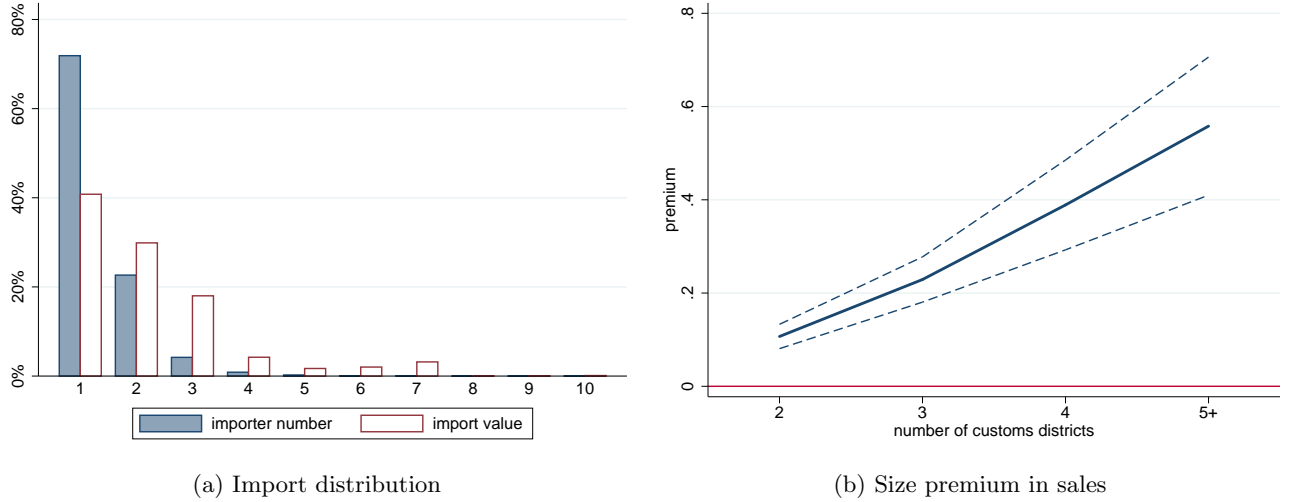 80%
60%
40%
20%
0%
1 2 3 4 5 6 7 8 9 10
importer number import value
(a) Import distribution
.8
.6
.4
.2
0
premium
2 3 4 5+
number of customs districts
(b) Size premium in sales